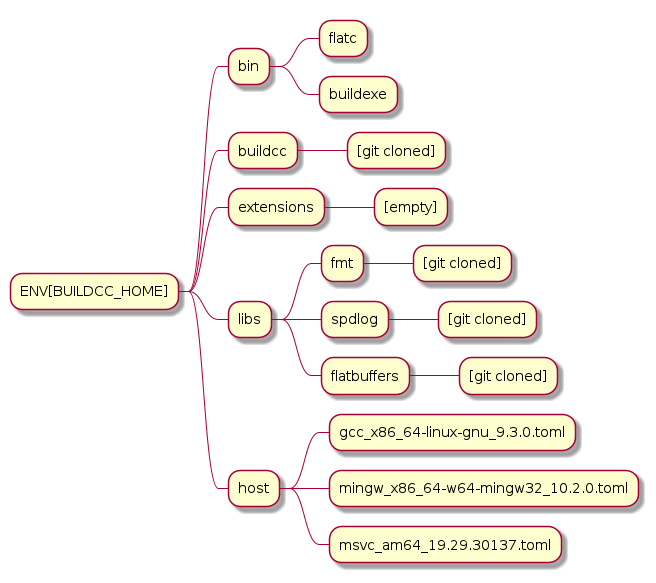 ENV[BUILDCC_HOME]
bin
flatc
buildexe
buildcc
[git cloned]
extensions
[empty]
libs
fmt
[git cloned]
spdlog
[git cloned]
flatbuffers
[git cloned]
host
gcc_x86_64-linux-gnu_9.3.0.toml
mingw_x86_64-w64-mingw32_10.2.0.toml
msvc_am64_19.29.30137.toml